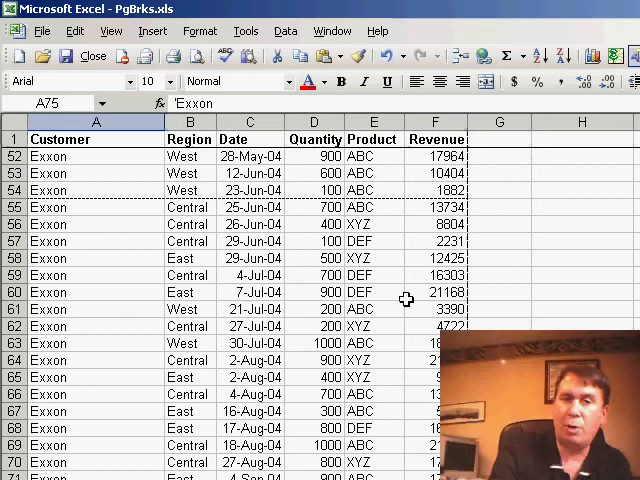 Microsoft Excel - PgBrks.xls
File Edit View Insert Format Tools Data Window Help
Close
Arial 10 Normal A B I U $ %
A75 fx 'Exxon
A B C D E F G H
1 Customer Region Date Quantity Product Revenue
52 Exxon West 28-May-04 900 ABC 17964
53 Exxon West 12-Jun-04 600 ABC 10404
54 Exxon West 23-Jun-04 100 ABC 1882
55 Exxon Central 25-Jun-04 700 ABC 13734
56 Exxon Central 26-Jun-04 400 XYZ 8804
57 Exxon Central 29-Jun-04 100 DEF 2231
58 Exxon East 29-Jun-04 500 XYZ 12425
59 Exxon Central 4-Jul-04 700 DEF 16303
60 Exxon East 7-Jul-04 900 DEF 21168
61 Exxon West 21-Jul-04 200 ABC 3390
62 Exxon Central 27-Jul-04 200 XYZ 4722
63 Exxon West 30-Jul-04 1000 ABC
64 Exxon Central 2-Aug-04 900 XYZ
65 Exxon East 2-Aug-04 400 XYZ
66 Exxon Central 4-Aug-04 700 ABC
67 Exxon East 16-Aug-04 300 ABC
68 Exxon East 17-Aug-04 800 DEF
69 Exxon Central 18-Aug-04 1000 ABC
70 Exxon Central 27-Aug-04 800 XYZ
71 Exxon East